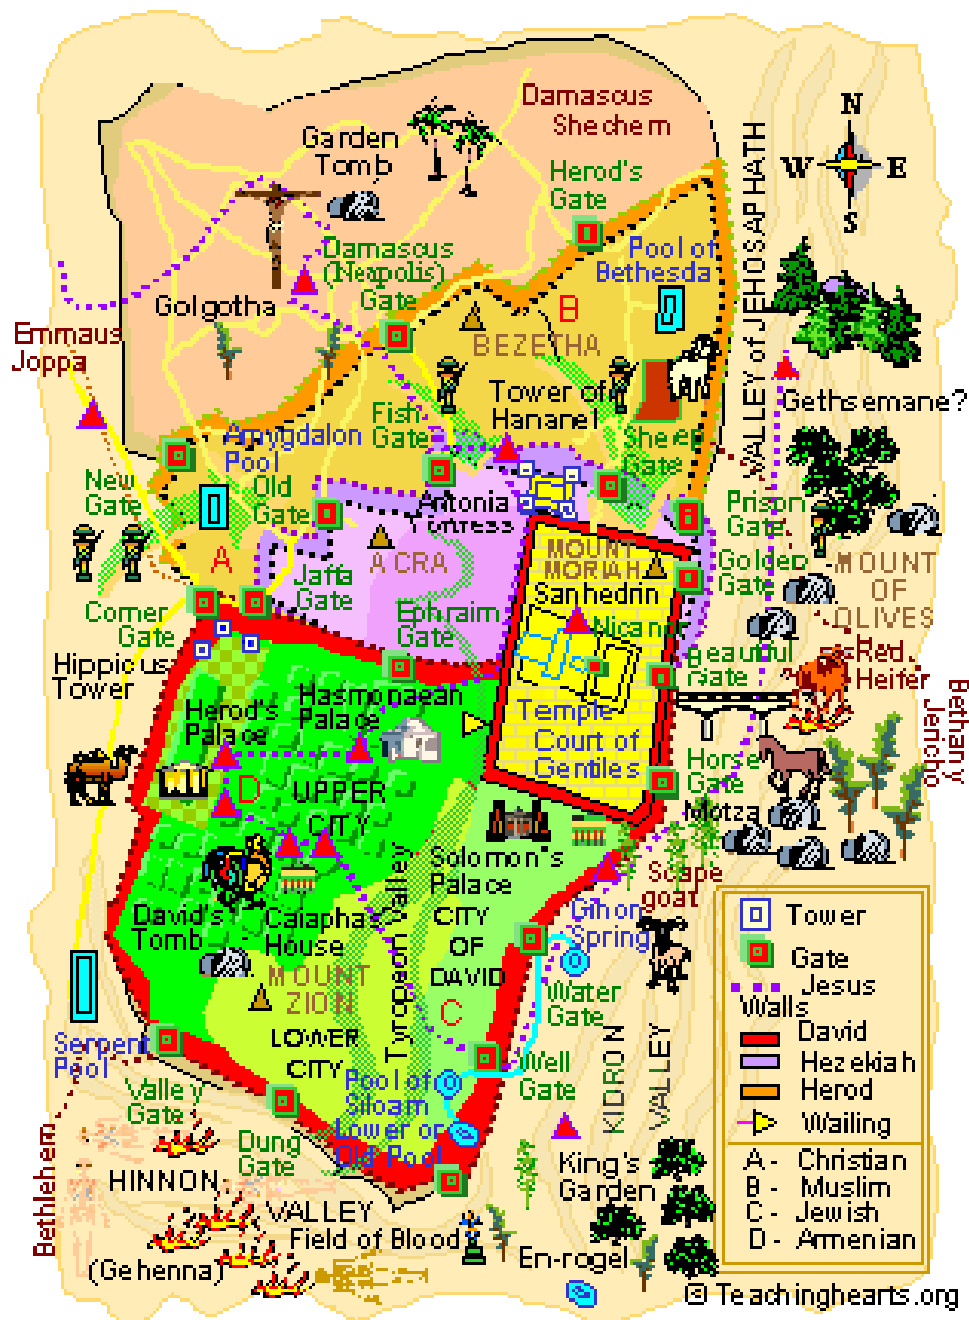 Damascus
Shechem
N
W
E
S
Garden
Tomb
Herod's
Gate
VALLEY of JEHOSAPHATH
Damascus
(Neapolis)
Gate
Pool of
Bethesda
Golgotha
B
BEZETHA
Emmaus
Joppa
Tower of
Hananel
Gethsemane?
Fish
Gate
Amygdalon
Pool
Sheep
Gate
New
Gate
Old
Gate
Antonia
Fortress
Prison
Gate
A
ACRA
MOUNT
MORIAH
Golden
Gate
MOUNT
OF
OLIVES
Jaffa
Gate
Sanhedrin
Corner
Gate
Ephraim
Gate
Nicanor
Beautiful
Gate
Red
Heifer
Hippicus
Tower
Hasmonaean
Palace
Herod's
Palace
Temple
Court of
Gentiles
Bethany
Jericho
Horse
Gate
D
UPPER
CITY
Motza
Solomon's
Palace
Scape
goat
David's
Tomb
Caiaphas
House
Tyropean Valley
CITY
OF
DAVID
Gihon
Spring
MOUNT
ZION
C
Water
Gate
LOWER
CITY
Serpent
Pool
Pool of
Siloam
Lower or
Old Pool
Well
Gate
KIDRON
VALLEY
Valley
Gate
Dung
Gate
Bethlehem
HINNON
VALLEY
(Gehenna)
Field of Blood
King's
Garden
En-rogel
Tower
Gate
Jesus
Walls
David
Hezekiah
Herod
Wailing
A - Christian
B - Muslim
C - Jewish
D - Armenian
© Teachinghearts.org